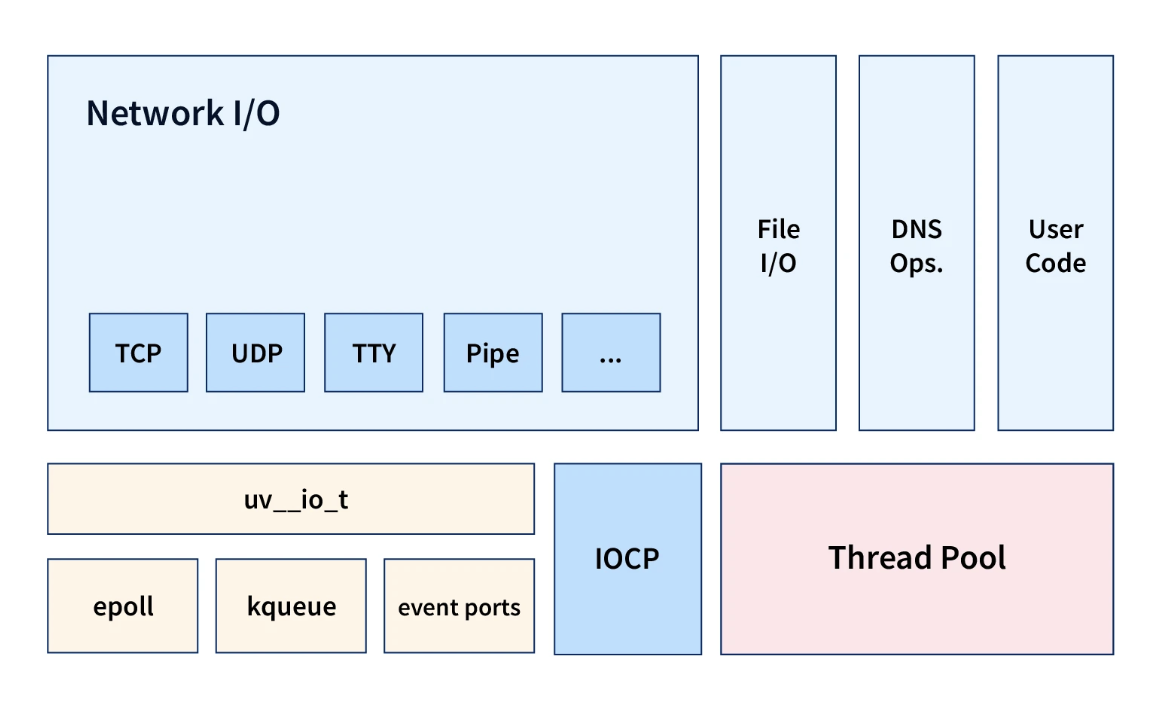 Network I/O
File
I/O
DNS
Ops.
User
Code
TCP
UDP
TTY
Pipe
...
uv__io_t
IOCP
Thread Pool
epoll
kqueue
event ports